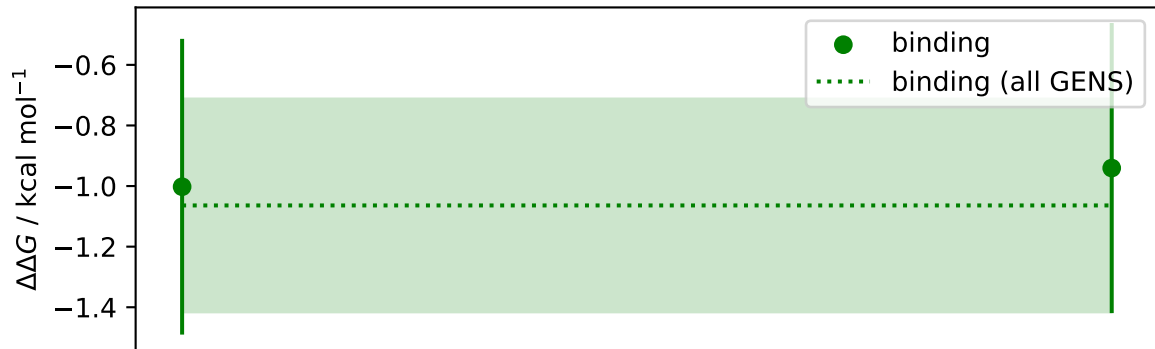 ΔΔG / kcal mol⁻¹
−0.6
−0.8
−1.0
−1.2
−1.4
binding
binding (all GENS)